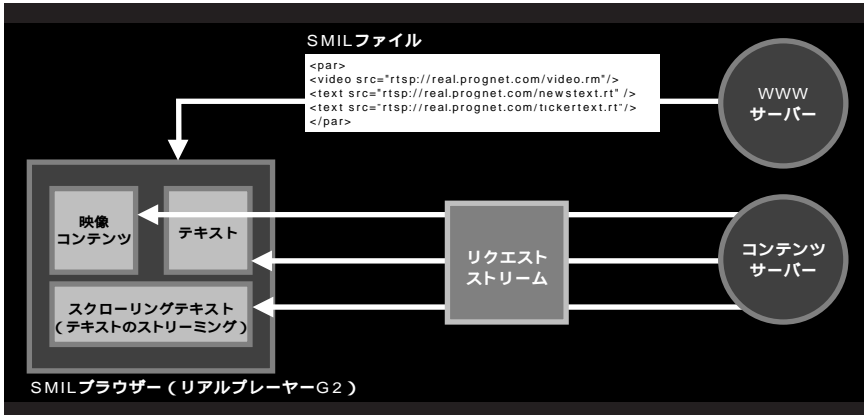 SMILファイル
<par>
<video src="rtsp://real.prognet.com/video.rm"/>
<text src="rtsp://real.prognet.com/newstext.rt" />
<text src="rtsp://real.prognet.com/tickertext.rt"/>
</par>
WWW
サーバー
映像
コンテンツ
テキスト
リクエスト
ストリーム
コンテンツ
サーバー
スクローリングテキスト
(テキストのストリーミング)
SMILブラウザー(リアルプレーヤーG2)